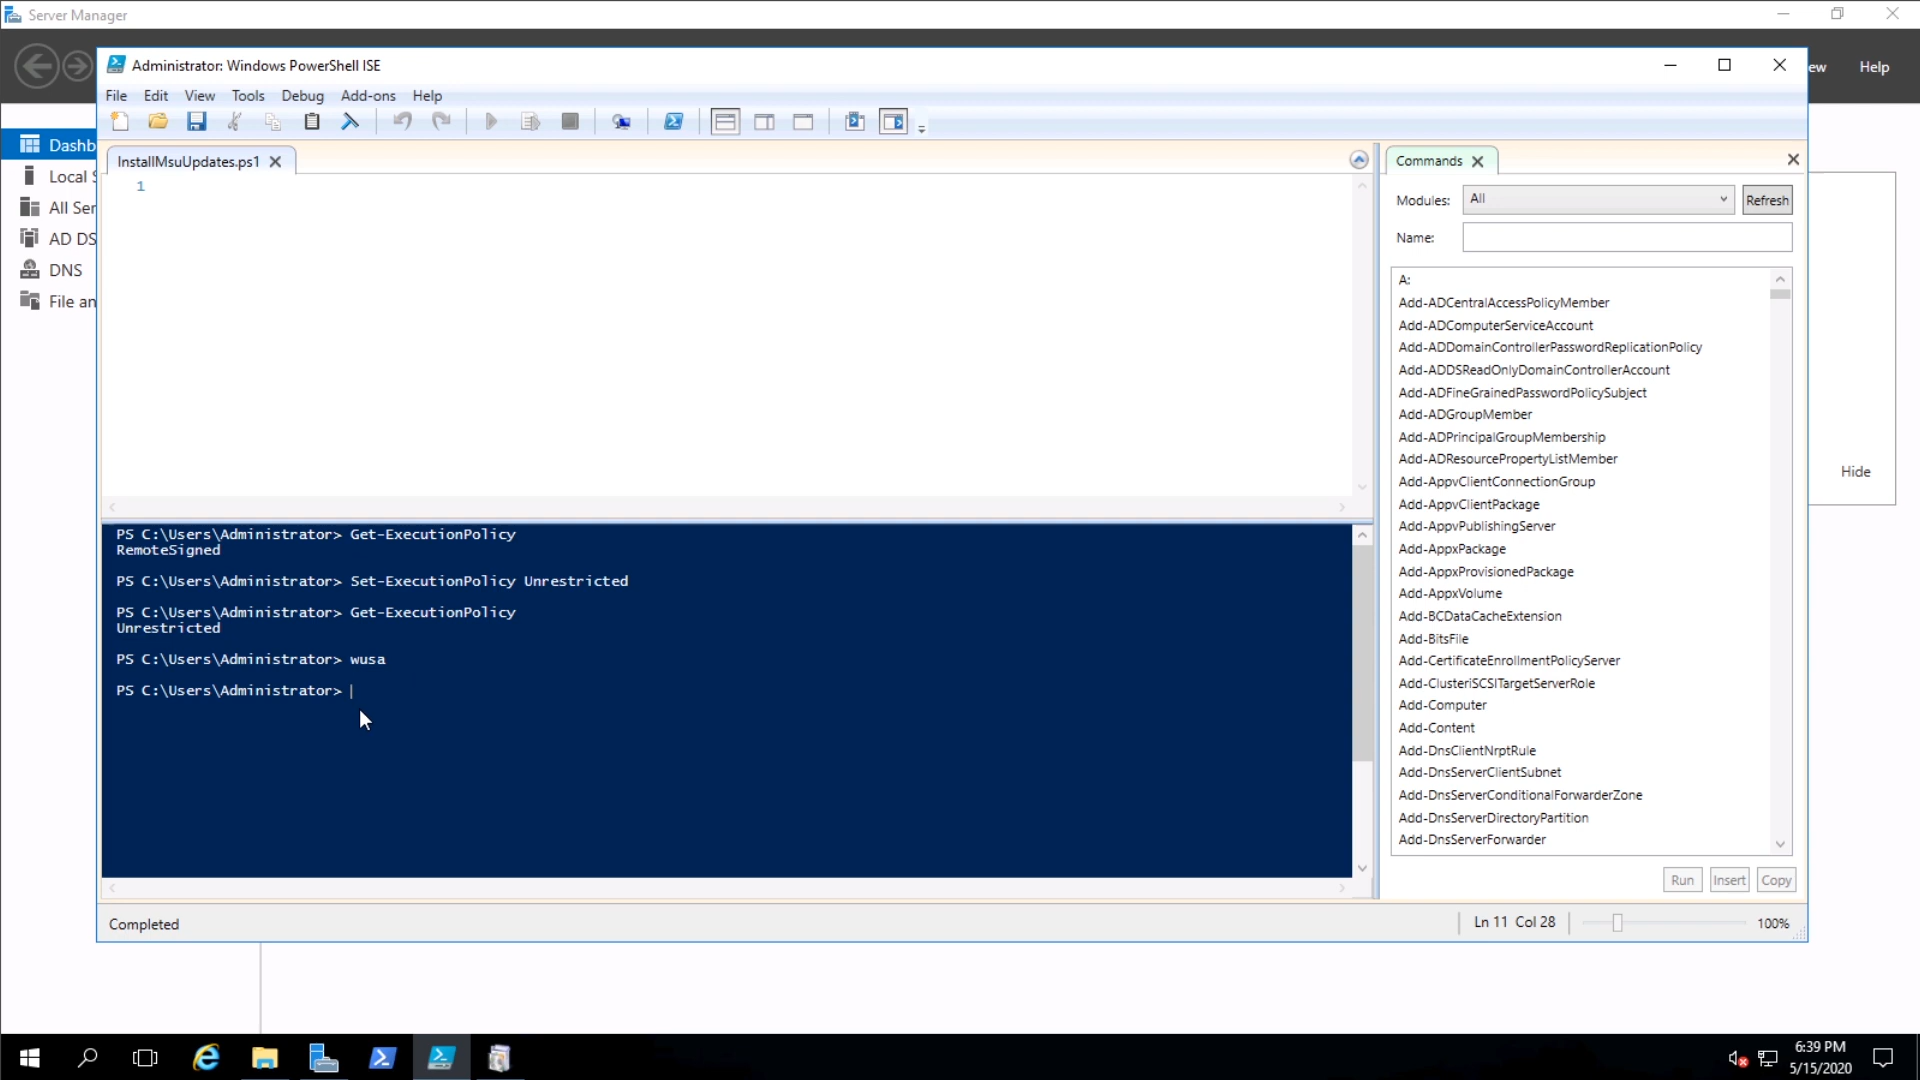 Server Manager
Administrator: Windows PowerShell ISE
ew
Help
File Edit View Tools Debug Add-ons Help
Dashb
Local S
All Ser
AD DS
DNS
File an
InstallMsuUpdates.ps1
1
Commands
Modules: All Refresh
Name:
A:
Add-ADCentralAccessPolicyMember
Add-ADComputerServiceAccount
Add-ADDomainControllerPasswordReplicationPolicy
Add-ADDSReadOnlyDomainControllerAccount
Add-ADFineGrainedPasswordPolicySubject
Add-ADGroupMember
Add-ADPrincipalGroupMembership
Add-ADResourcePropertyListMember
Add-AppvClientConnectionGroup
Add-AppvClientPackage
Add-AppvPublishingServer
Add-AppxPackage
Add-AppxProvisionedPackage
Add-AppxVolume
Add-BCDataCacheExtension
Add-BitsFile
Add-CertificateEnrollmentPolicyServer
Add-ClusteriSCSITargetServerRole
Add-Computer
Add-Content
Add-DnsClientNrptRule
Add-DnsServerClientSubnet
Add-DnsServerConditionalForwarderZone
Add-DnsServerDirectoryPartition
Add-DnsServerForwarder
Run Insert Copy
Hide
PS C:\Users\Administrator> Get-ExecutionPolicy
RemoteSigned
PS C:\Users\Administrator> Set-ExecutionPolicy Unrestricted
PS C:\Users\Administrator> Get-ExecutionPolicy
Unrestricted
PS C:\Users\Administrator> wusa
PS C:\Users\Administrator>
Completed
Ln 11 Col 28
100%
6:39 PM
5/15/2020